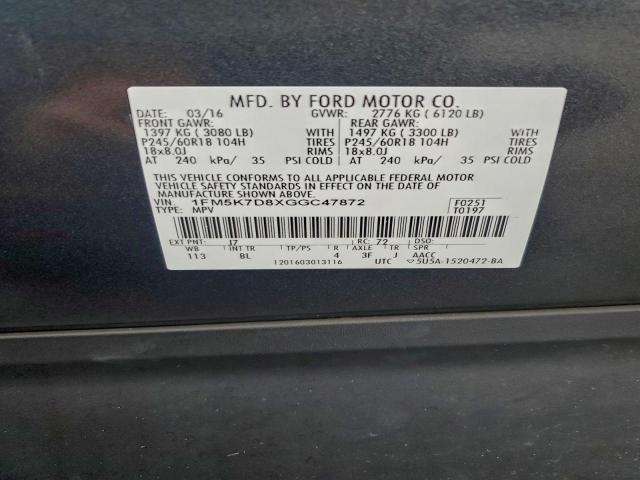 MFD. BY FORD MOTOR CO.
DATE: 03/16 GVWR: 2776 KG ( 6120 LB)
FRONT GAWR: REAR GAWR:
1397 KG ( 3080 LB) WITH 1497 KG ( 3300 LB) WITH
P245/60R18 104H TIRES P245/60R18 104H TIRES
18x8.0J RIMS 18x8.0J RIMS
AT 240 kPa/ 35 PSI COLD AT 240 kPa/ 35 PSI COLD
THIS VEHICLE CONFORMS TO ALL APPLICABLE FEDERAL MOTOR
VEHICLE SAFETY STANDARDS IN EFFECT ON THE DATE OF
MANUFACTURE SHOWN ABOVE.
VIN: 1FM5K7D8XGGC47872 F0251
TYPE: MPV T0197
EXT PNT: J7 RC: 72 DSO:
WB INT TR TP/PS R AXLE TR SPR
113 BL 4 3F J AACC
1201603013116 UTC ▽5U5A-1520472-BA